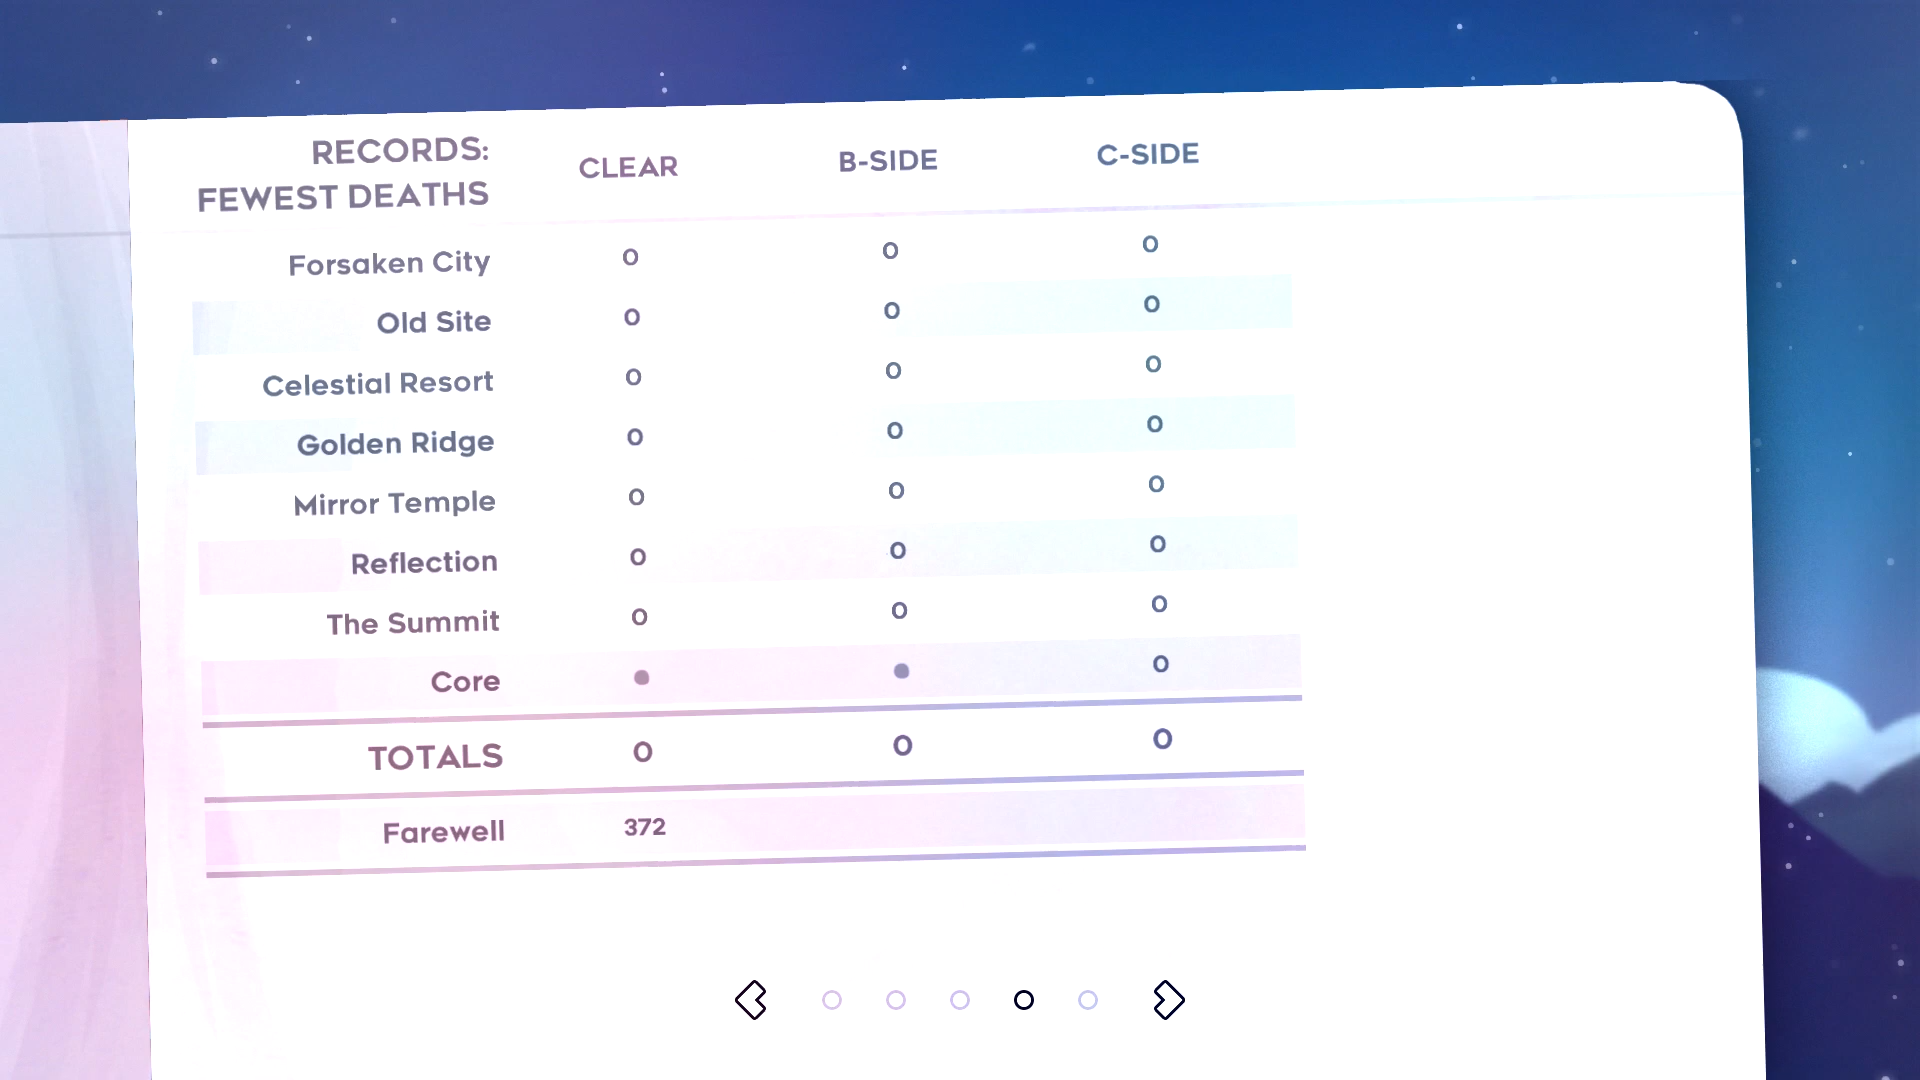 RECORDS:
FEWEST DEATHS CLEAR B-SIDE C-SIDE
Forsaken City 0 0 0
Old Site 0 0 0
Celestial Resort 0 0 0
Golden Ridge 0 0 0
Mirror Temple 0 0 0
Reflection 0 0 0
The Summit 0 0 0
Core • • 0
TOTALS 0 0 0
Farewell 372